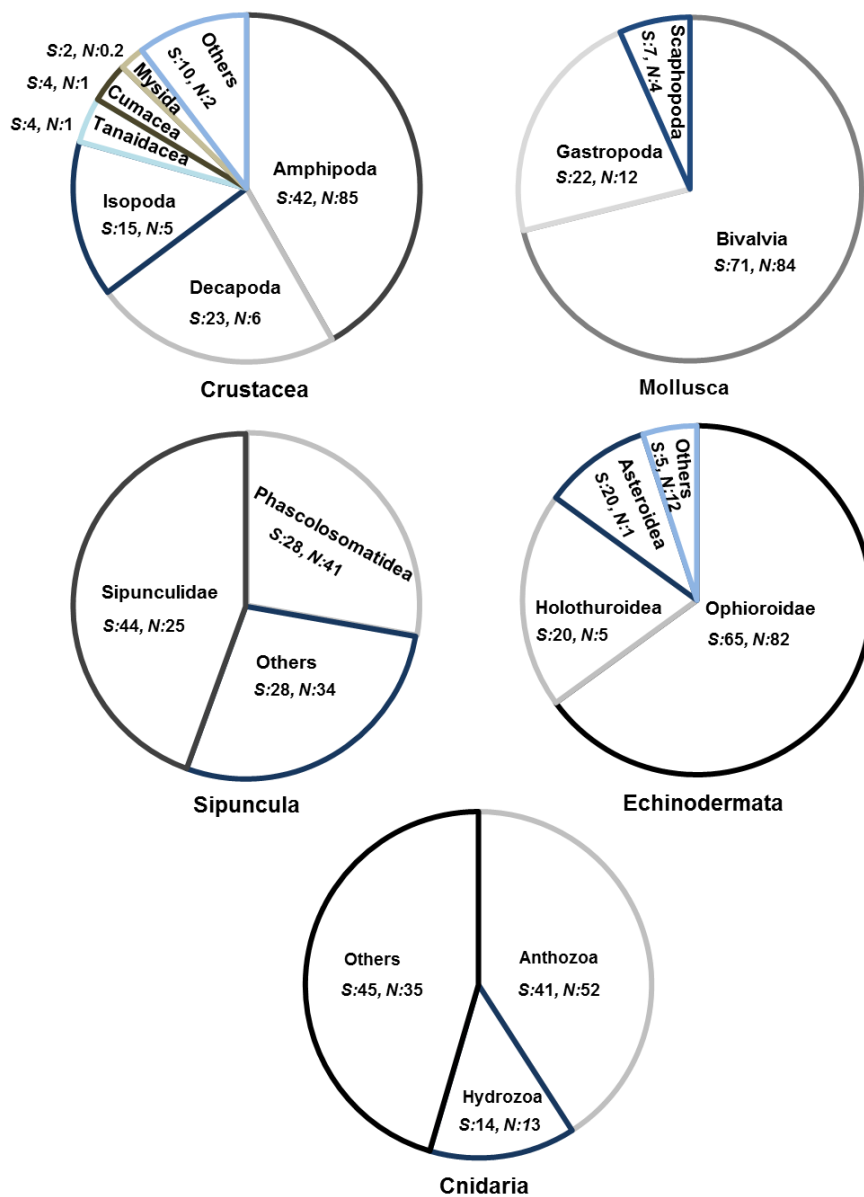 S:2, N:0.2
S:4, N:1
S:4, N:1
Others
S:10, N:2
Mysida
Cumacea
Tanaidacea
Isopoda
S:15, N:5
Decapoda
S:23, N:6
Amphipoda
S:42, N:85
Crustacea
Scaphopoda
S:7, N:4
Gastropoda
S:22, N:12
Bivalvia
S:71, N:84
Mollusca
Phascolosomatidea
S:28, N:41
Sipunculidae
S:44, N:25
Others
S:28, N:34
Sipuncula
Others
S:5, N:12
Asteroidea
S:20, N:1
Holothuroidea
S:20, N:5
Ophioroidae
S:65, N:82
Echinodermata
Others
S:45, N:35
Anthozoa
S:41, N:52
Hydrozoa
S:14, N:13
Cnidaria